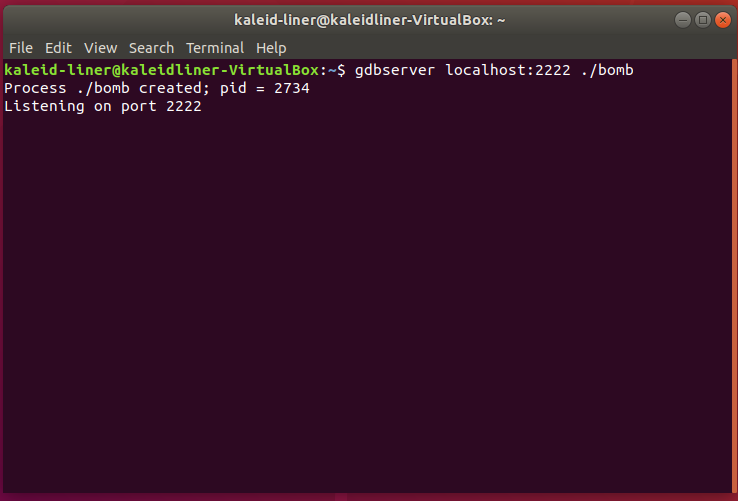 kaleid-liner@kaleidliner-VirtualBox: ~
File Edit View Search Terminal Help
kaleid-liner@kaleidliner-VirtualBox:~$ gdbserver localhost:2222 ./bomb
Process ./bomb created; pid = 2734
Listening on port 2222